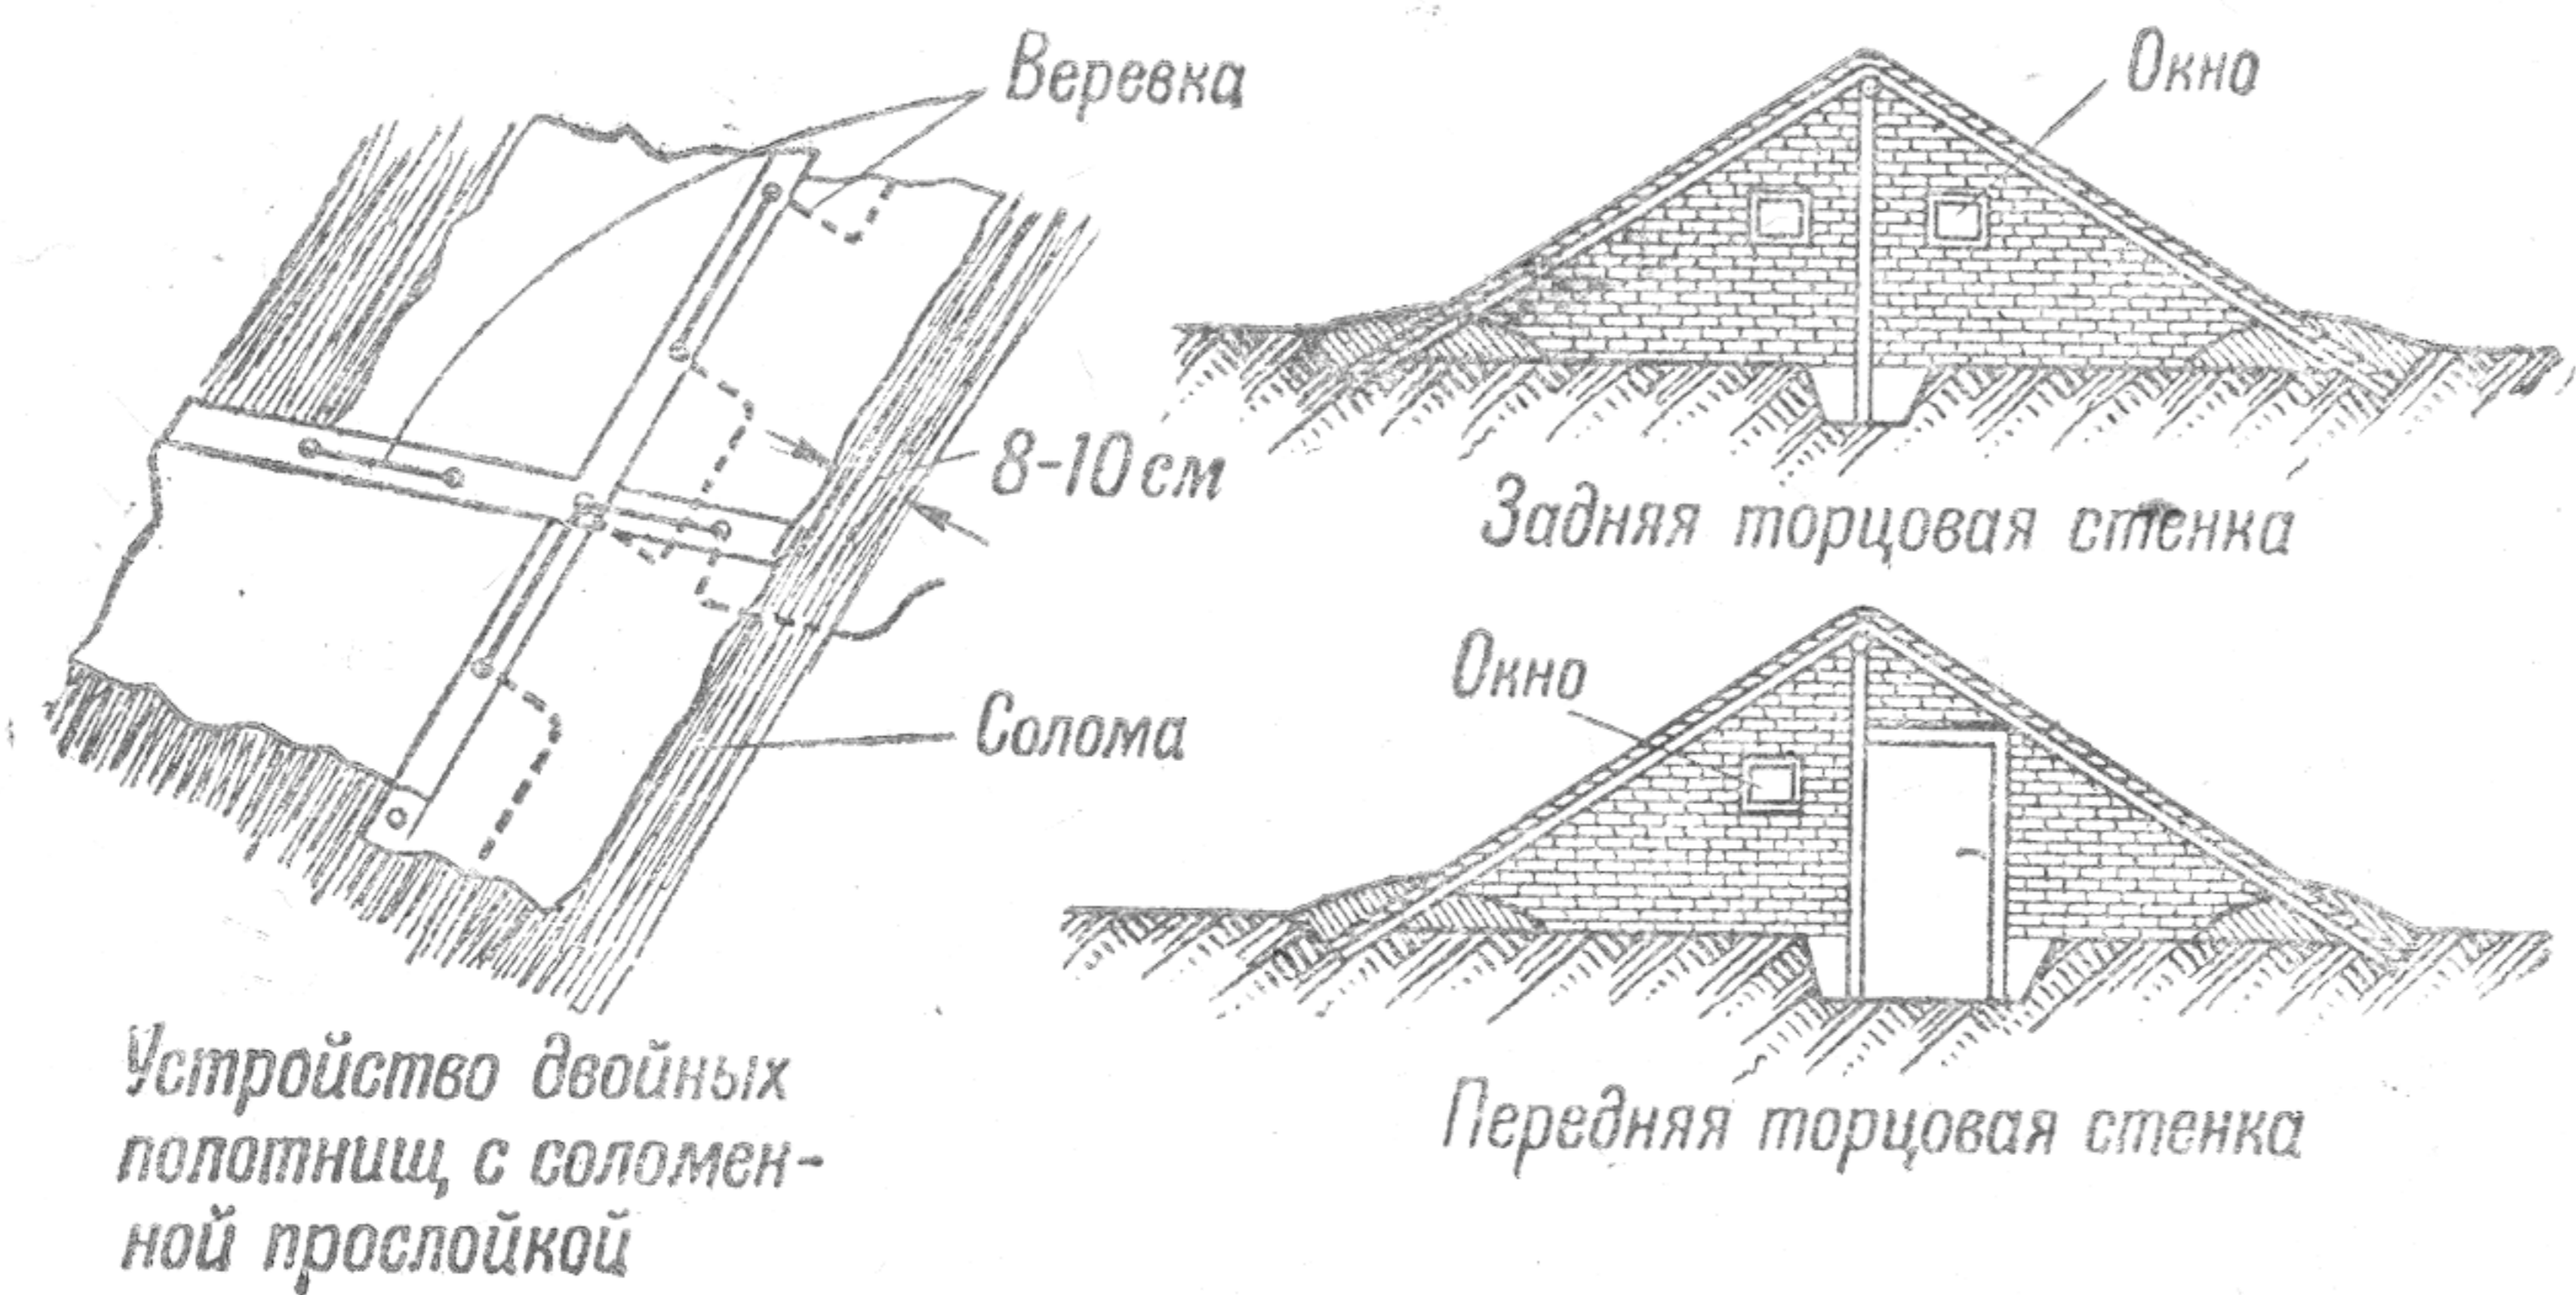 Веревка
8-10 см
Солома
Устройство двойных
полотнищ с соломен-
ной прослойкой
Окно
Задняя торцовая стенка
Окно
Передняя торцовая стенка